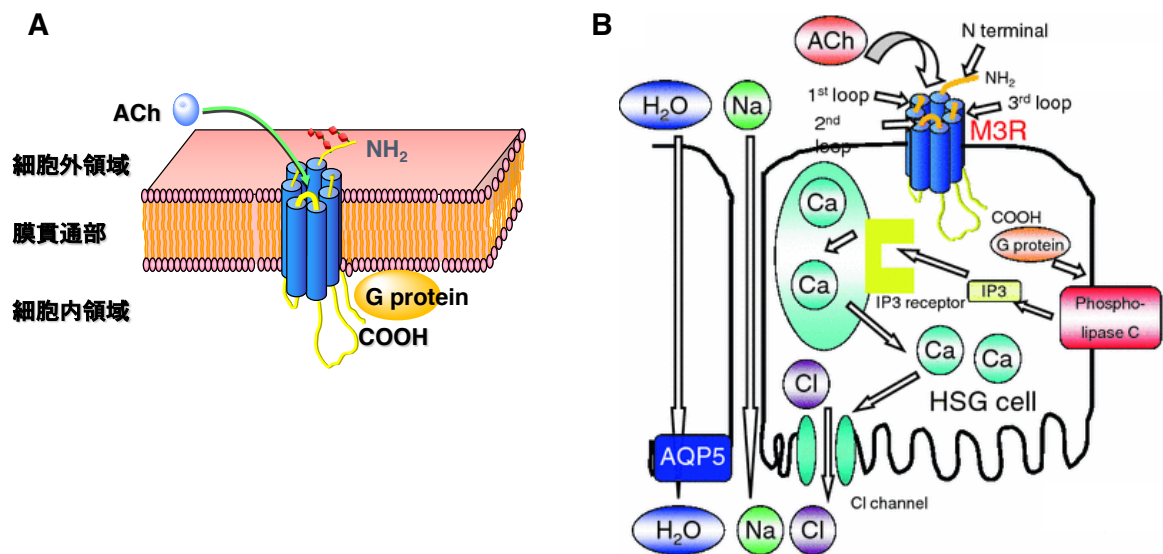 A
ACh
NH2
細胞外領域
膜貫通部
細胞内領域
G protein
COOH
B
ACh
N terminal
NH2
H2O
Na
1st loop
3rd loop
2nd
loop
M3R
Ca
Ca
COOH
G protein
IP3 receptor
IP3
Phospho-
lipase C
Ca
Ca
Cl
HSG cell
AQP5
Cl channel
H2O
Na
Cl